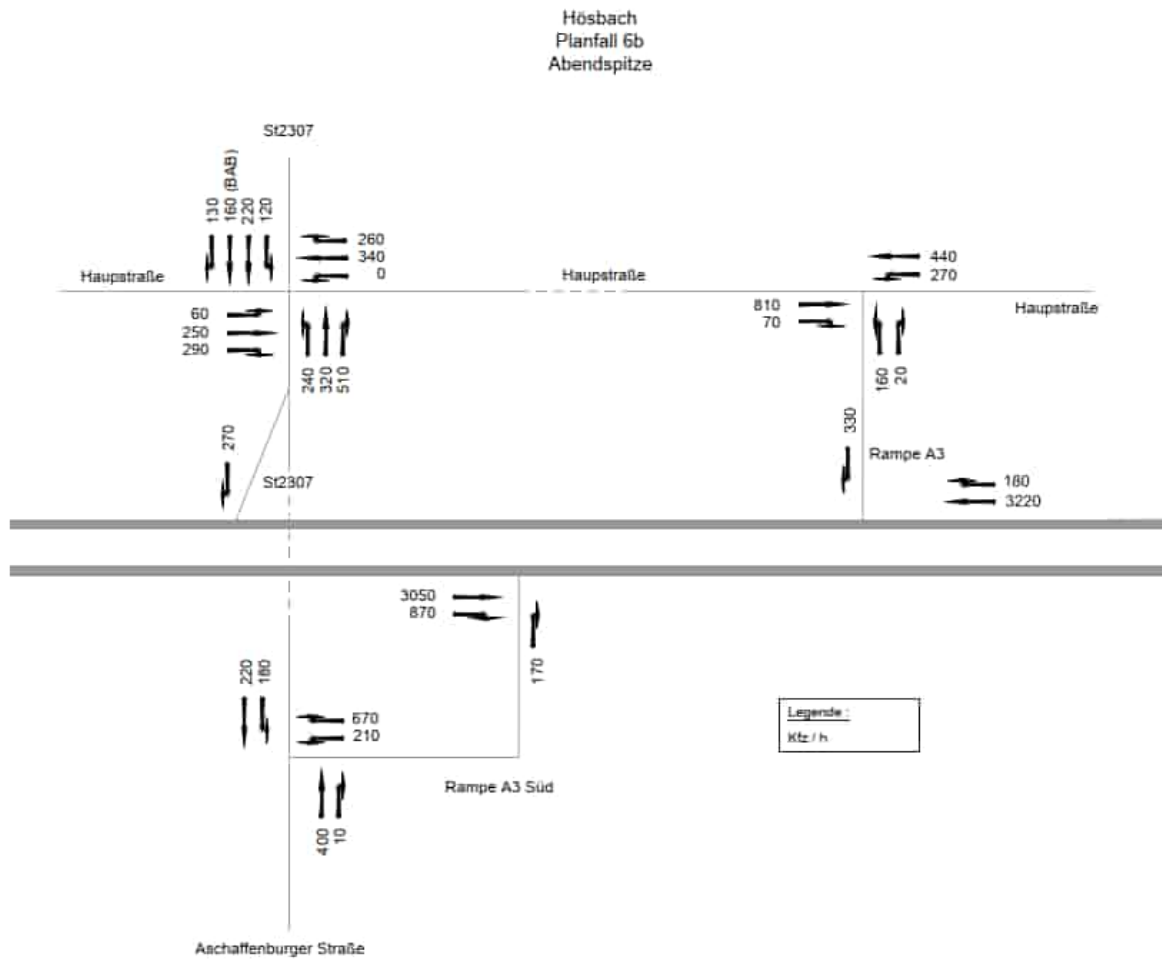 Hösbach
Planfall 6b
Abendspitze
St2307
130
160 (BAB)
220
120
260
340
0
Haupstraße
Haupstraße
440
270
Haupstraße
60
250
290
810
70
240
320
510
160
20
270
330
St2307
Rampe A3
180
3220
3050
870
170
220
180
670
210
Legende :
Kfz / h
Rampe A3 Süd
400
10
Aschaffenburger Straße